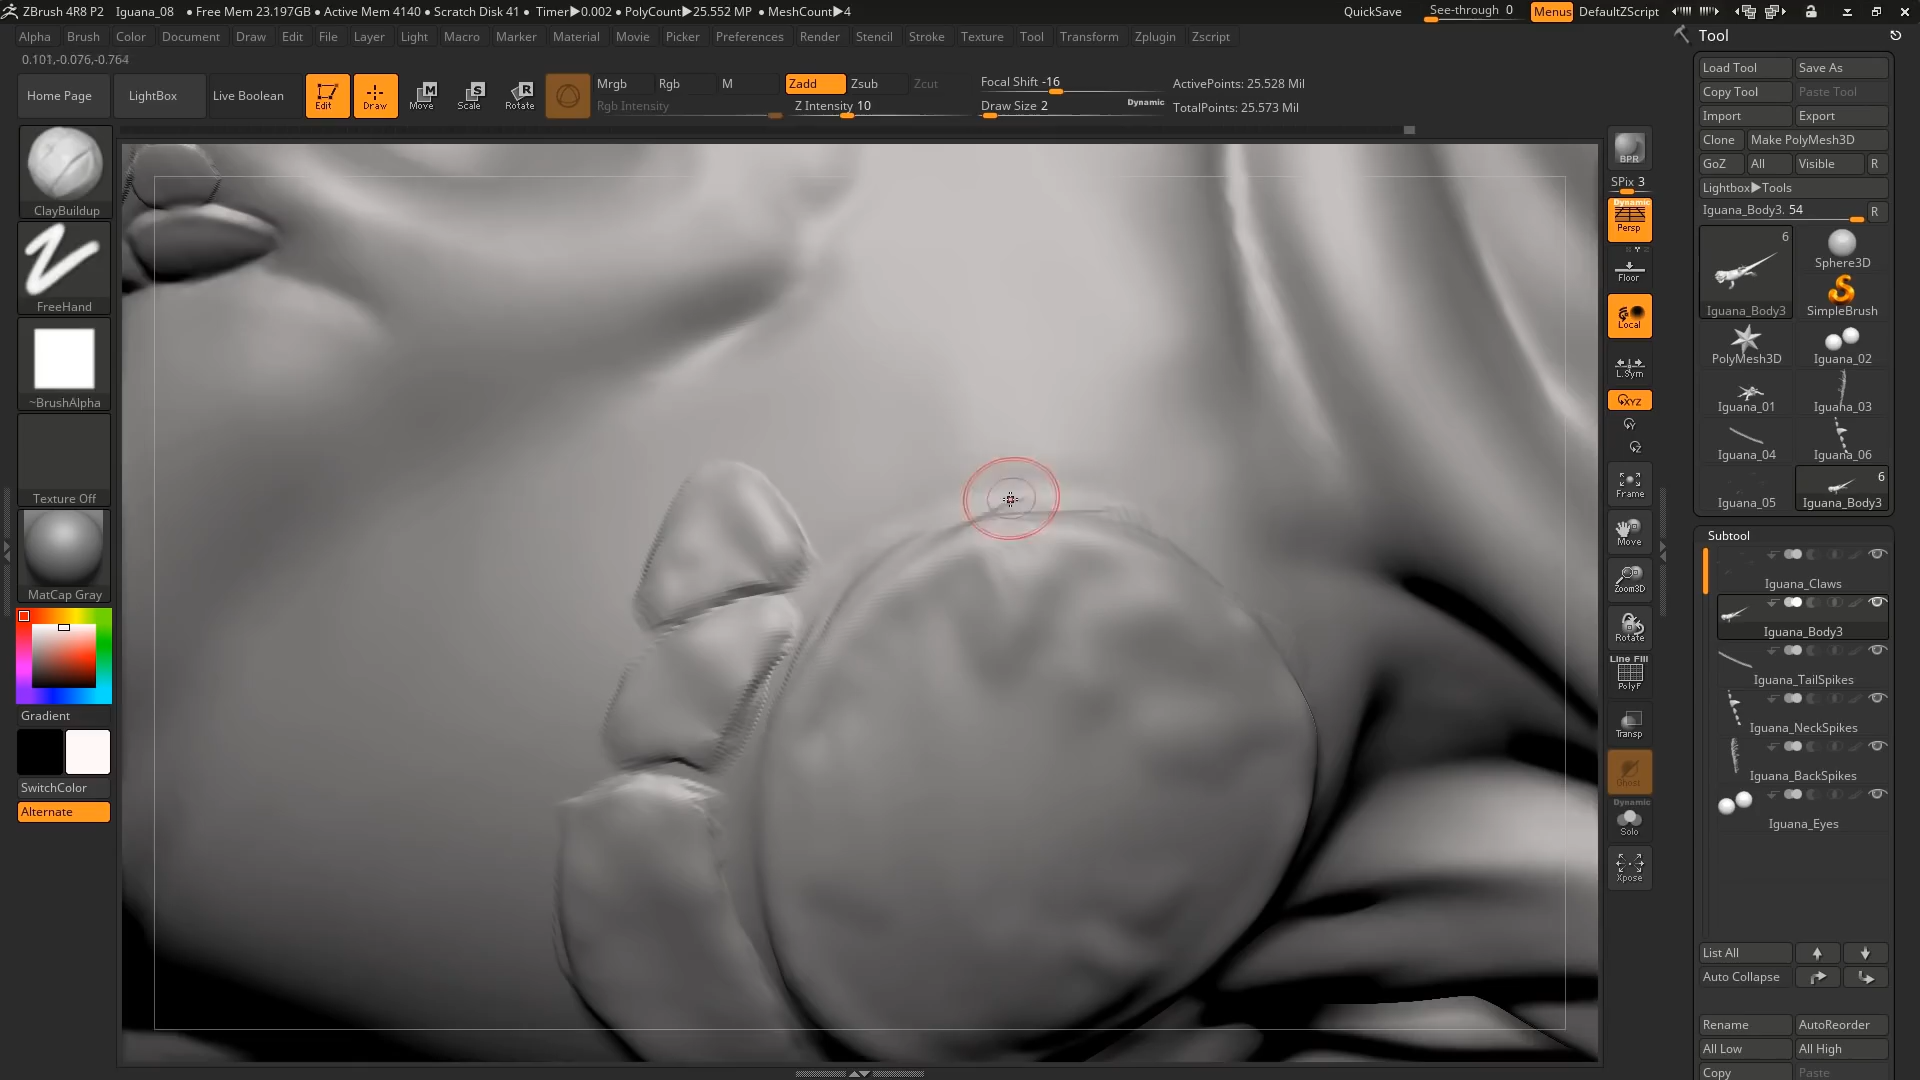 ZBrush 4R8 P2 Iguana_08 • Free Mem 23.197GB • Active Mem 4140 • Scratch Disk 41 • Timer▶0.002 • PolyCount▶25.552 MP • MeshCount▶4 QuickSave See-through 0 Menus DefaultZScript
Alpha Brush Color Document Draw Edit File Layer Light Macro Marker Material Movie Picker Preferences Render Stencil Stroke Texture Tool Transform Zplugin Zscript
0.101,-0.076,-0.764
Home Page LightBox Live Boolean Edit Draw Move Scale Rotate
M S R
Mrgb Rgb M Zadd Zsub Zcut Focal Shift -16 ActivePoints: 25.528 Mil
Rgb Intensity Z Intensity 10 Draw Size 2 Dynamic TotalPoints: 25.573 Mil
ClayBuildup
FreeHand
~BrushAlpha
Texture Off
MatCap Gray
Gradient
SwitchColor
Alternate
BPR
SPix 3
Dynamic
Persp
Floor
Local
L.Sym
XYZ
Y
Z
Frame
Move
Zoom3D
Rotate
Line Fill
PolyF
Transp
Ghost
Dynamic
Solo
Xpose
Tool
Load Tool Save As
Copy Tool Paste Tool
Import Export
Clone Make PolyMesh3D
GoZ All Visible R
Lightbox▶Tools
Iguana_Body3. 54 R
6
Sphere3D
Iguana_Body3 SimpleBrush
PolyMesh3D Iguana_02
Iguana_01 Iguana_03
Iguana_04 Iguana_06
6
Iguana_05 Iguana_Body3
Subtool
Iguana_Claws
Iguana_Body3
Iguana_TailSpikes
Iguana_NeckSpikes
Iguana_BackSpikes
Iguana_Eyes
List All
Auto Collapse
Rename AutoReorder
All Low All High
Copy Paste